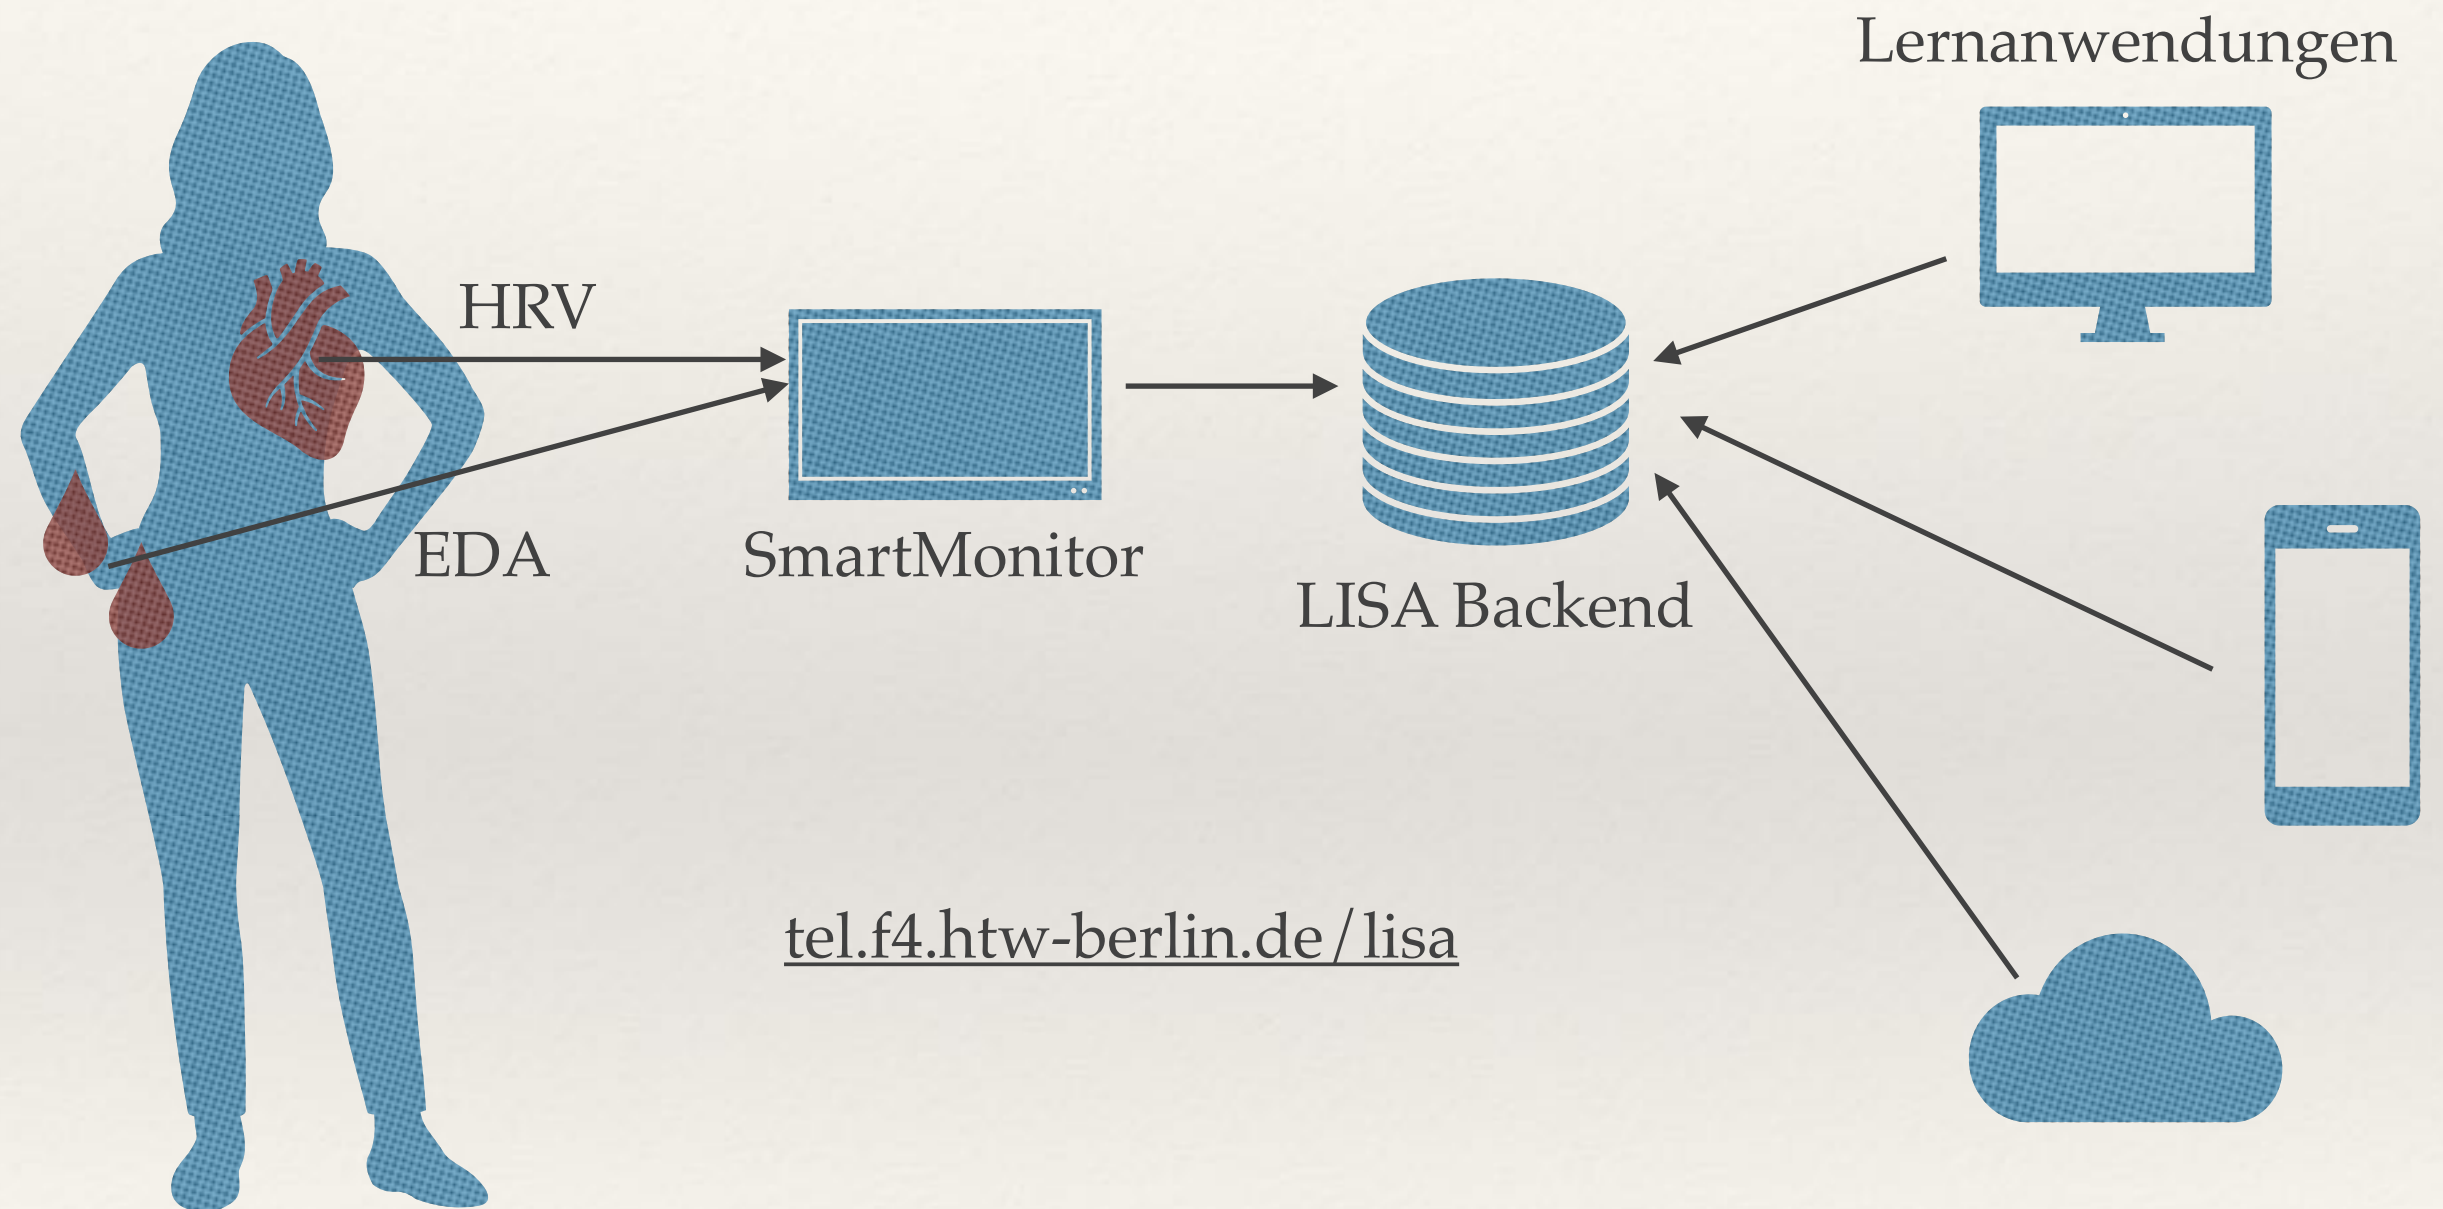 Lernanwendungen
HRV
EDA
SmartMonitor
LISA Backend
tel.f4.htw-berlin.de/lisa